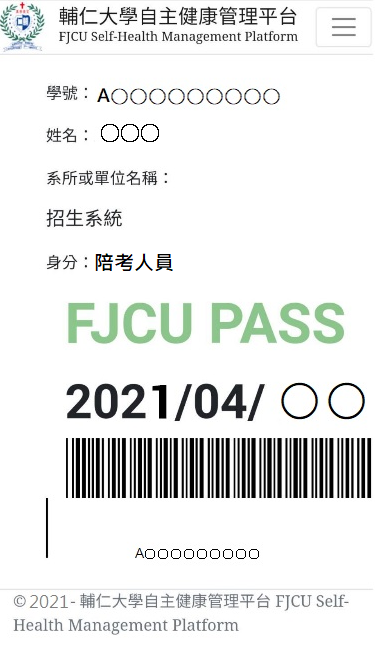 輔仁大學自主健康管理平台
FJCU Self-Health Management Platform
學號： A○○○○○○○○○
姓名： ○○○
系所或單位名稱：
招生系統
身分：陪考人員
FJCU PASS
2021/04/ ○○
A○○○○○○○○○
© 2021- 輔仁大學自主健康管理平台 FJCU Self-
Health Management Platform